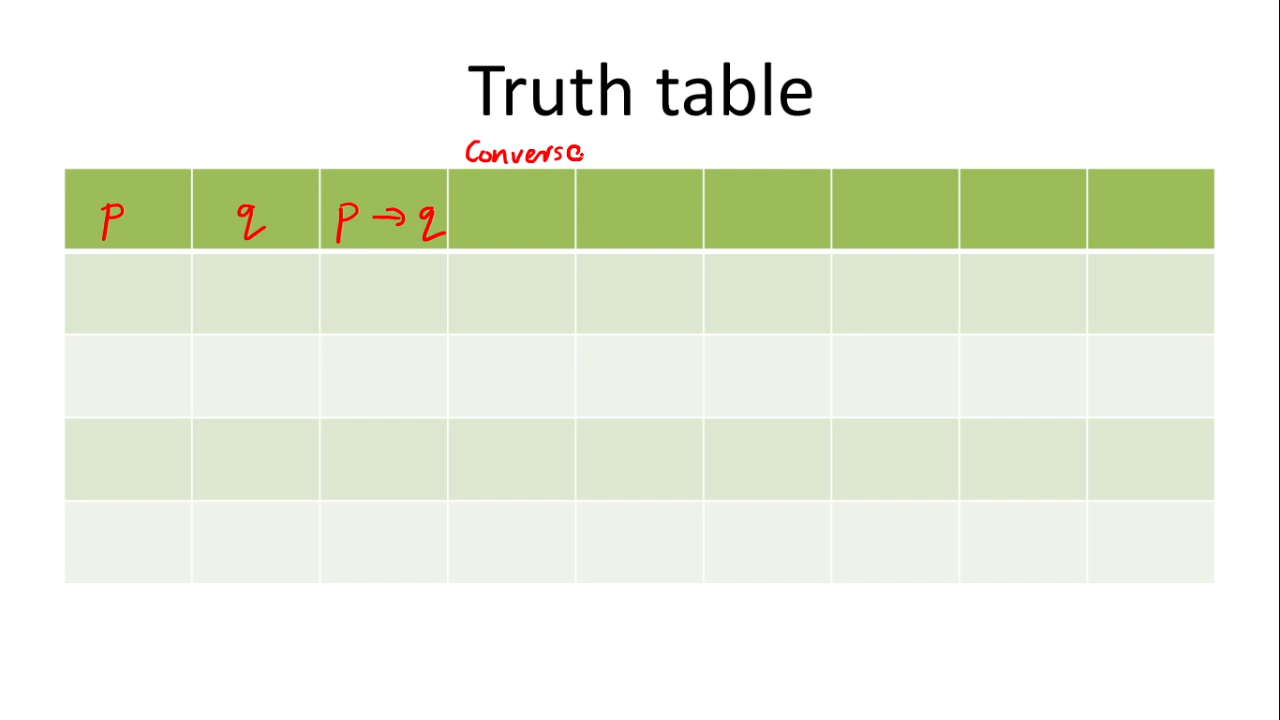 Truth table
Converse
p q p → q